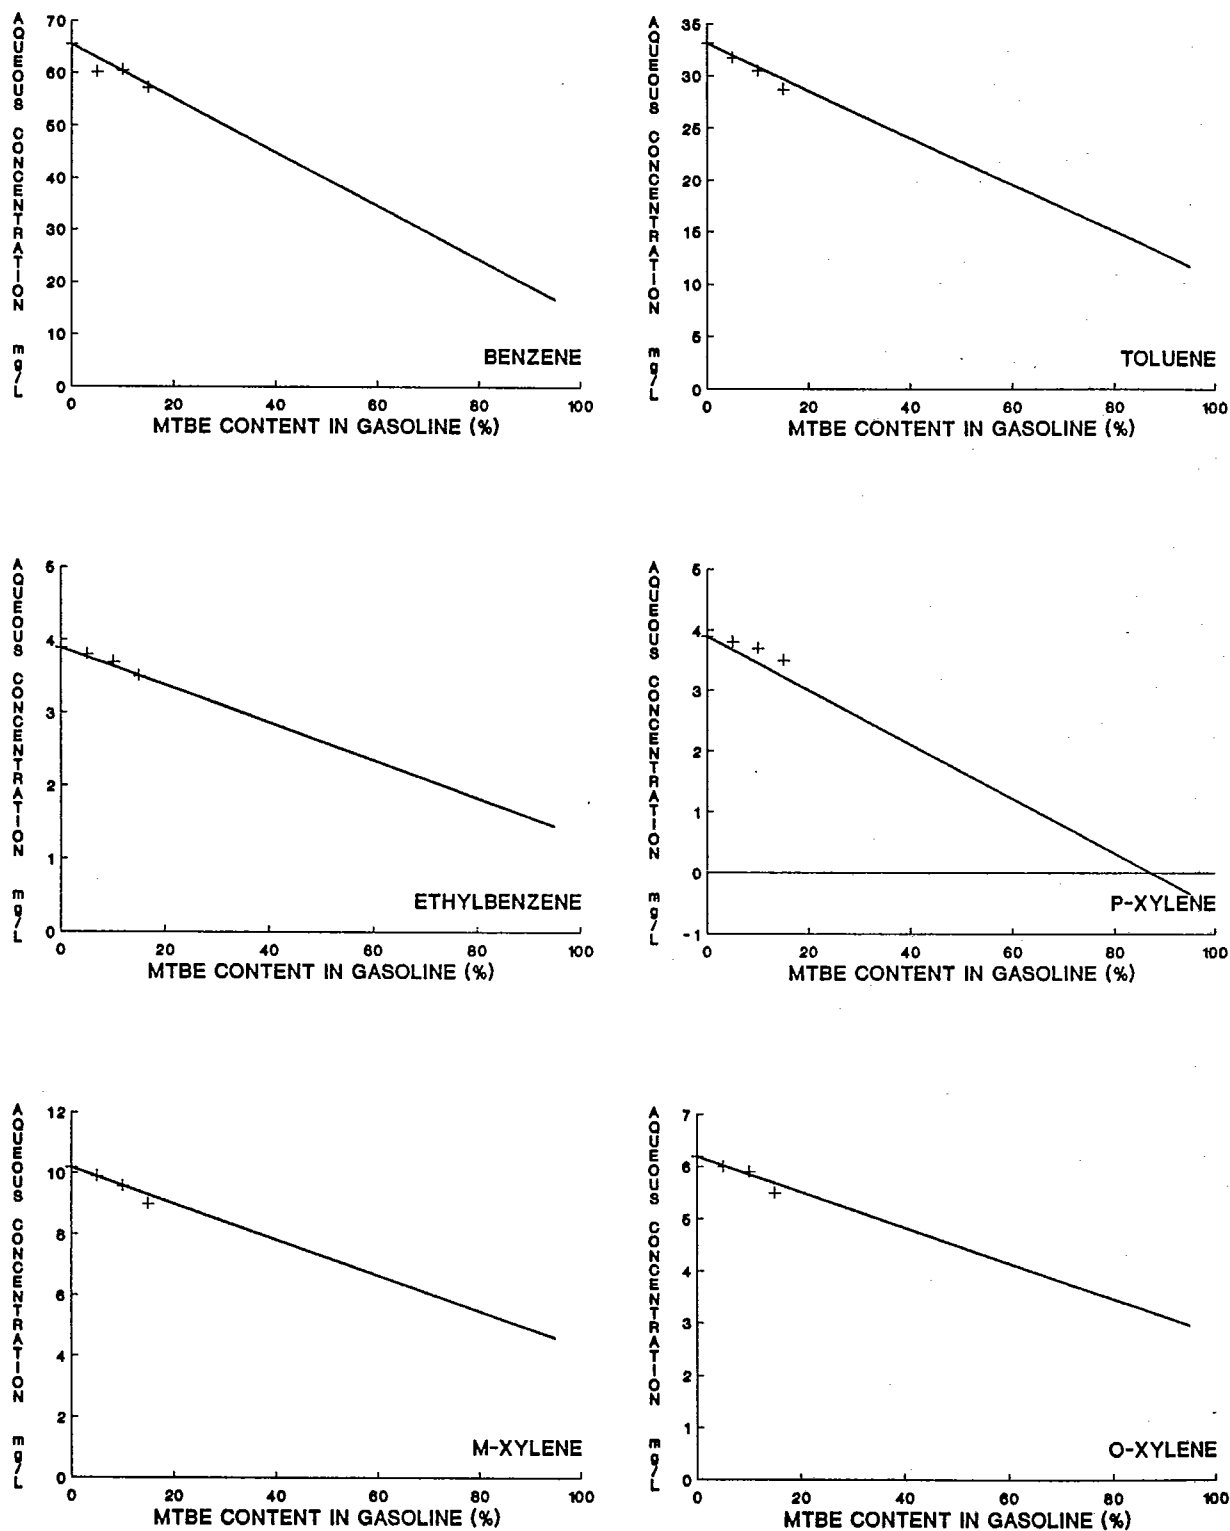 AQUEOUS CONCENTRATION mg/L
70
60
50
40
30
20
10
0
BENZENE
0 20 40 60 80 100
MTBE CONTENT IN GASOLINE (%)
AQUEOUS CONCENTRATION mg/L
35
30
25
20
15
10
5
0
TOLUENE
0 20 40 60 80 100
MTBE CONTENT IN GASOLINE (%)
AQUEOUS CONCENTRATION mg/L
5
4
3
2
1
0
ETHYLBENZENE
0 20 40 60 80 100
MTBE CONTENT IN GASOLINE (%)
AQUEOUS CONCENTRATION mg/L
5
4
3
2
1
0
-1
P-XYLENE
0 20 40 60 80 100
MTBE CONTENT IN GASOLINE (%)
AQUEOUS CONCENTRATION mg/L
12
10
8
6
4
2
0
M-XYLENE
0 20 40 60 80 100
MTBE CONTENT IN GASOLINE (%)
AQUEOUS CONCENTRATION mg/L
7
6
5
4
3
2
1
0
O-XYLENE
0 20 40 60 80 100
MTBE CONTENT IN GASOLINE (%)